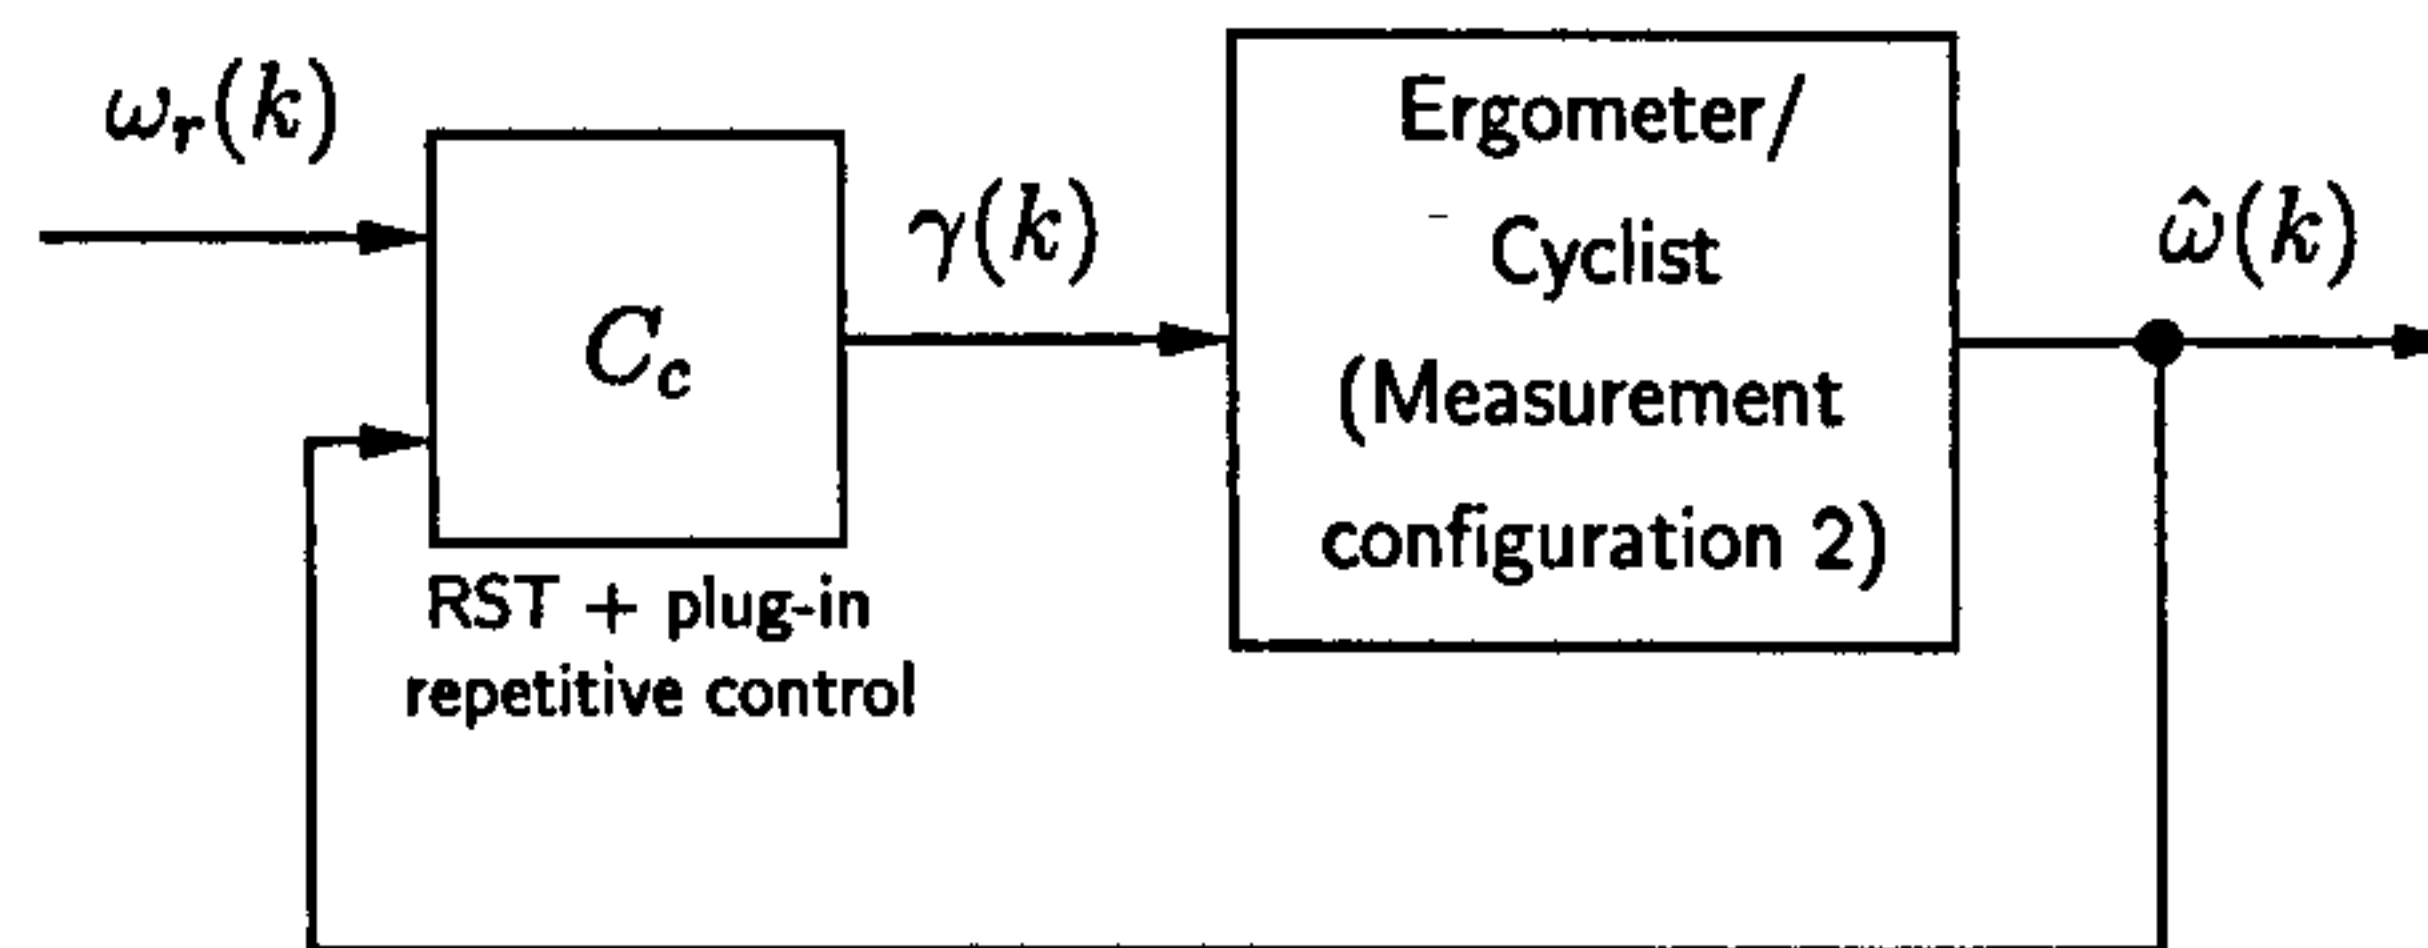 ω_r(k)
C_c
RST + plug-in
repetitive control
γ(k)
Ergometer/
Cyclist
(Measurement
configuration 2)
ω̂(k)